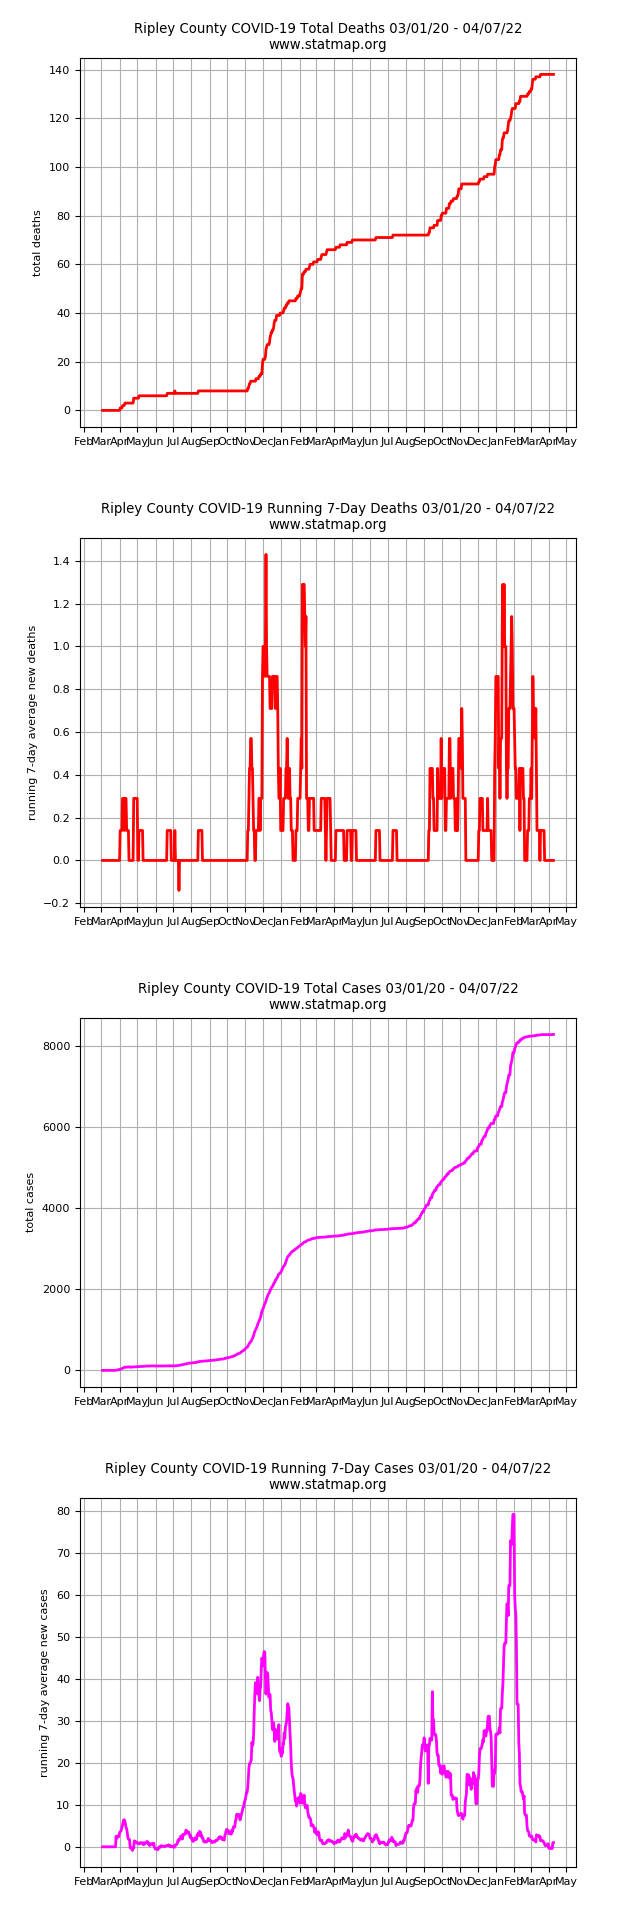 Ripley County COVID-19 Total Deaths 03/01/20 - 04/07/22
www.statmap.org
140
120
100
80
60
40
20
0
total deaths
Feb Mar Apr May Jun Jul Aug Sep Oct Nov Dec Jan Feb Mar Apr May Jun Jul Aug Sep Oct Nov Dec Jan Feb Mar Apr May
Ripley County COVID-19 Running 7-Day Deaths 03/01/20 - 04/07/22
www.statmap.org
1.4
1.2
1.0
0.8
0.6
0.4
0.2
0.0
−0.2
running 7-day average new deaths
Feb Mar Apr May Jun Jul Aug Sep Oct Nov Dec Jan Feb Mar Apr May Jun Jul Aug Sep Oct Nov Dec Jan Feb Mar Apr May
Ripley County COVID-19 Total Cases 03/01/20 - 04/07/22
www.statmap.org
8000
6000
4000
2000
0
total cases
Feb Mar Apr May Jun Jul Aug Sep Oct Nov Dec Jan Feb Mar Apr May Jun Jul Aug Sep Oct Nov Dec Jan Feb Mar Apr May
Ripley County COVID-19 Running 7-Day Cases 03/01/20 - 04/07/22
www.statmap.org
80
70
60
50
40
30
20
10
0
running 7-day average new cases
Feb Mar Apr May Jun Jul Aug Sep Oct Nov Dec Jan Feb Mar Apr May Jun Jul Aug Sep Oct Nov Dec Jan Feb Mar Apr May